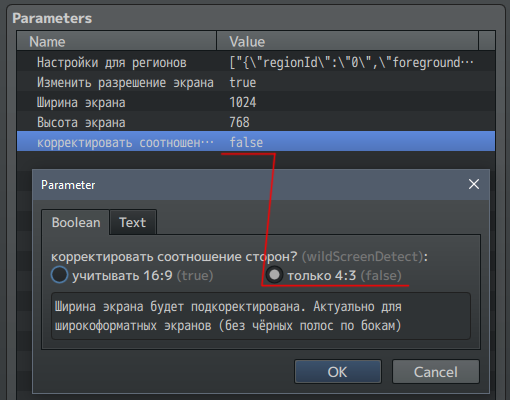 Parameters
Name Value
Настройки для регионов ["{\"regionId\":\"0\",\"foreground…
Изменить разрешение экрана true
Ширина экрана 1024
Высота экрана 768
корректировать соотношен… false
Parameter
Boolean Text
корректировать соотношение сторон? (wildScreenDetect):
учитывать 16:9 (true) только 4:3 (false)
Ширина экрана будет подкоректирована. Актуально для
широкоформатных экранов (без чёрных полос по бокам)
OK Cancel